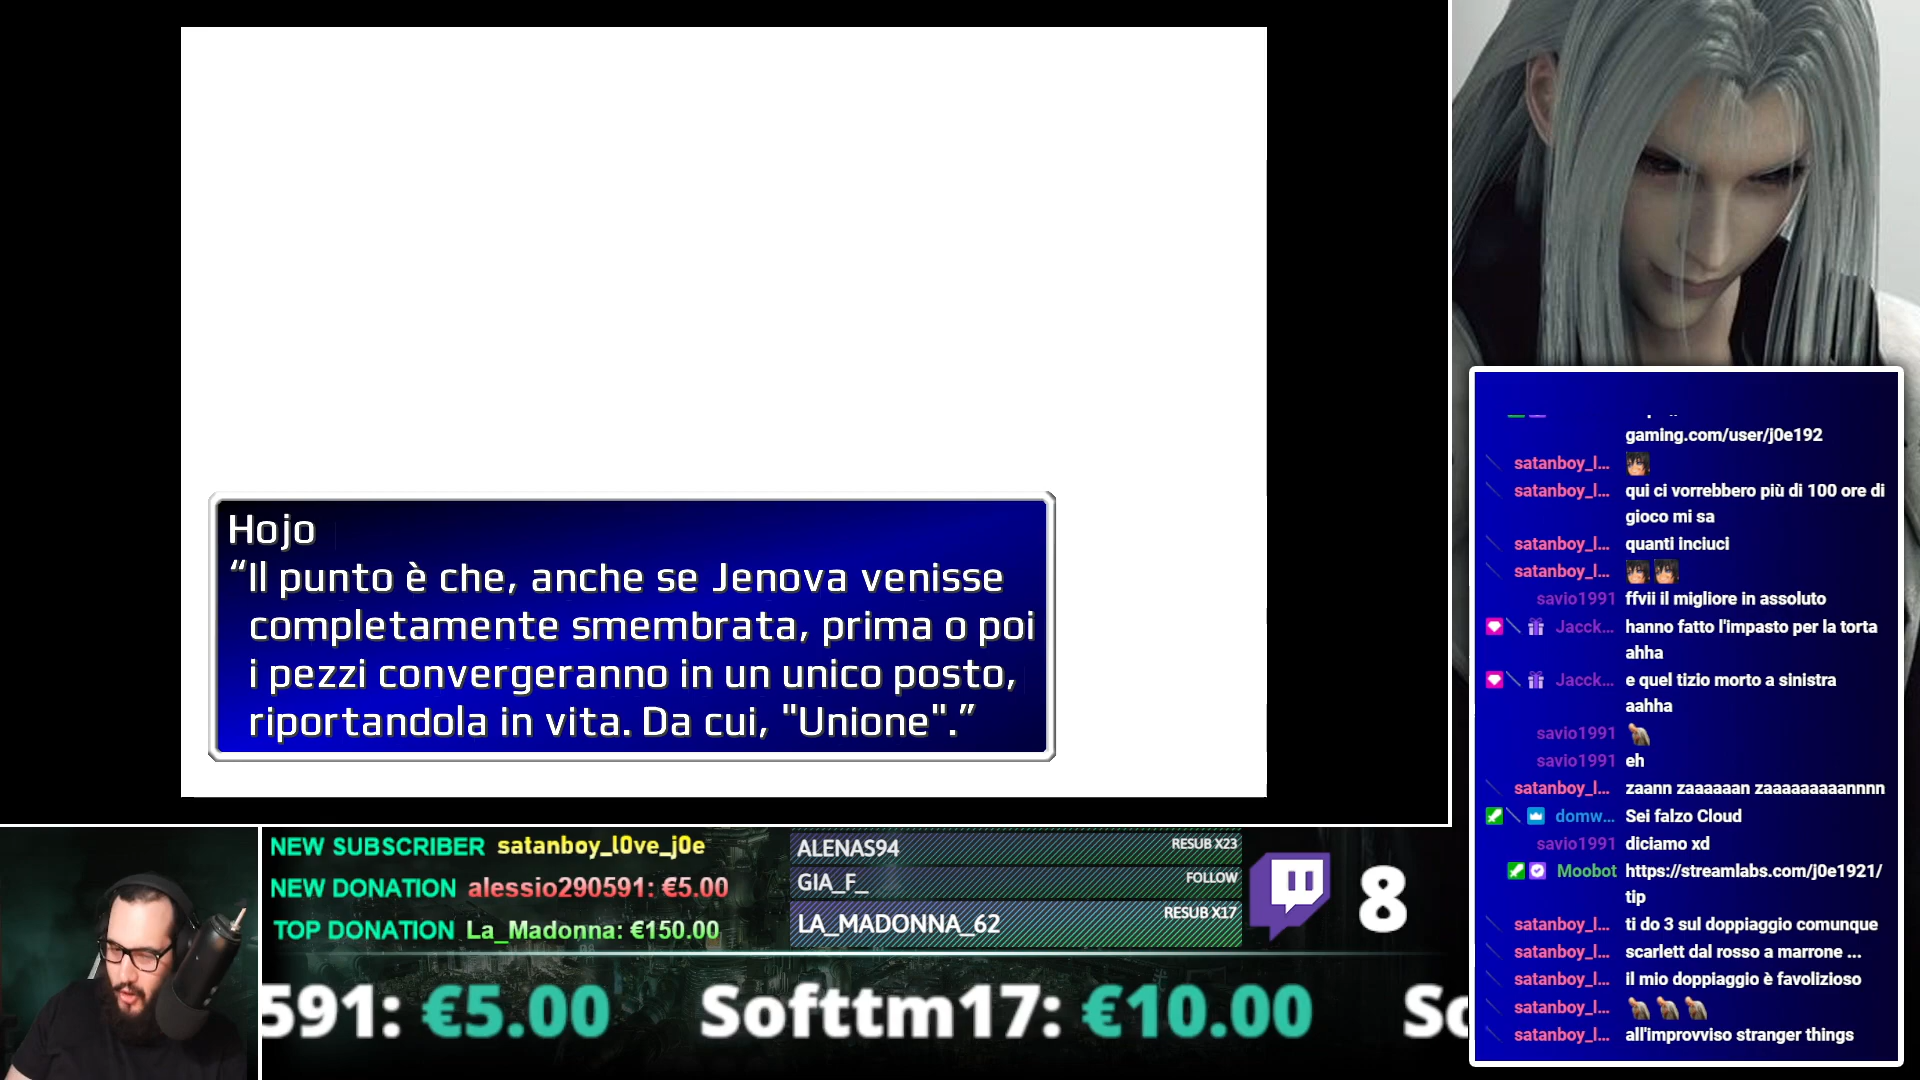 Hojo
“Il punto è che, anche se Jenova venisse
completamente smembrata, prima o poi
i pezzi convergeranno in un unico posto,
riportandola in vita. Da cui, "Unione".”
gaming.com/user/j0e192
satanboy_l...
satanboy_l... qui ci vorrebbero più di 100 ore di
gioco mi sa
satanboy_l... quanti inciuci
satanboy_l...
savio1991 ffvii il migliore in assoluto
Jacck... hanno fatto l'impasto per la torta
ahha
Jacck... e quel tizio morto a sinistra
aahha
savio1991
savio1991 eh
satanboy_l... zaann zaaaaaan zaaaaaaaaannnn
domw... Sei falzo Cloud
savio1991 diciamo xd
Moobot https://streamlabs.com/j0e1921/
tip
satanboy_l... ti do 3 sul doppiaggio comunque
satanboy_l... scarlett dal rosso a marrone ...
satanboy_l... il mio doppiaggio è favolizioso
satanboy_l...
satanboy_l... all'improvviso stranger things
NEW SUBSCRIBER satanboy_l0ve_j0e
NEW DONATION alessio290591: €5.00
TOP DONATION La_Madonna: €150.00
ALENAS94 RESUB X23
GIA_F_ FOLLOW
LA_MADONNA_62 RESUB X17
8
591: €5.00 Softtm17: €10.00 So